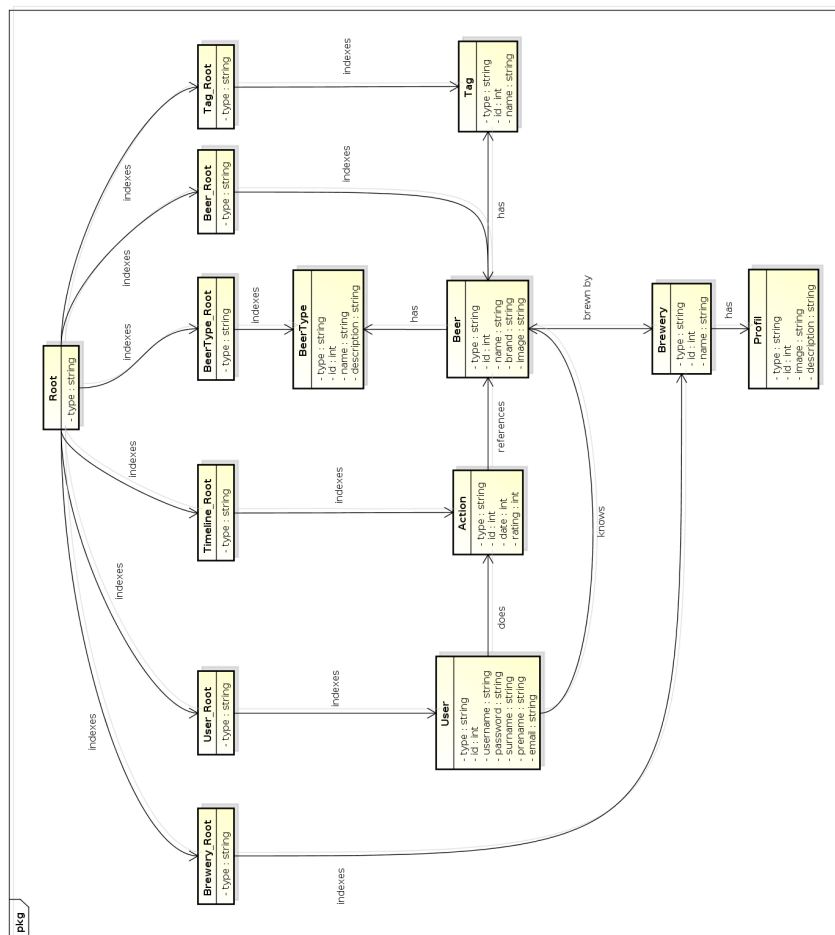 pkg
Root
- type : string
indexes
indexes
indexes
indexes
indexes
indexes
Brewery_Root
- type : string
User_Root
- type : string
Timeline_Root
- type : string
BeerType_Root
- type : string
Beer_Root
- type : string
Tag_Root
- type : string
indexes
indexes
indexes
indexes
indexes
indexes
BeerType
- type : string
- id : int
- name : string
- description : string
has
User
- type : string
- id : int
- username : string
- password : string
- surname : string
- prename : string
- email : string
does
Action
- type : string
- id : int
- date : int
- rating : int
references
Beer
- type : string
- id : int
- name : string
- brand : string
- image : string
has
Tag
- type : string
- id : int
- name : string
knows
brewn by
Brewery
- type : string
- id : int
- name : string
has
Profil
- type : string
- id : int
- image : string
- description : string